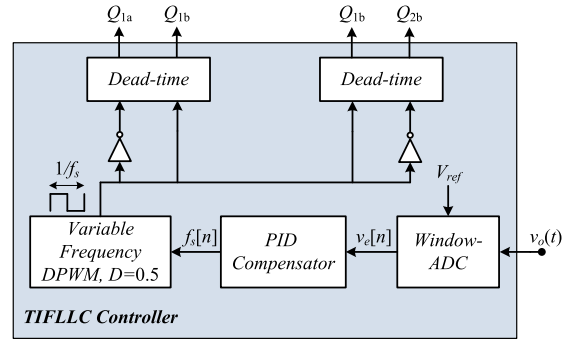 Q1a Q1b Q1b Q2b
Dead-time Dead-time
1/fs
Vref
Variable
Frequency
DPWM, D=0.5
fs[n]
PID
Compensator
ve[n]
Window-
ADC
vo(t)
TIFLLC Controller